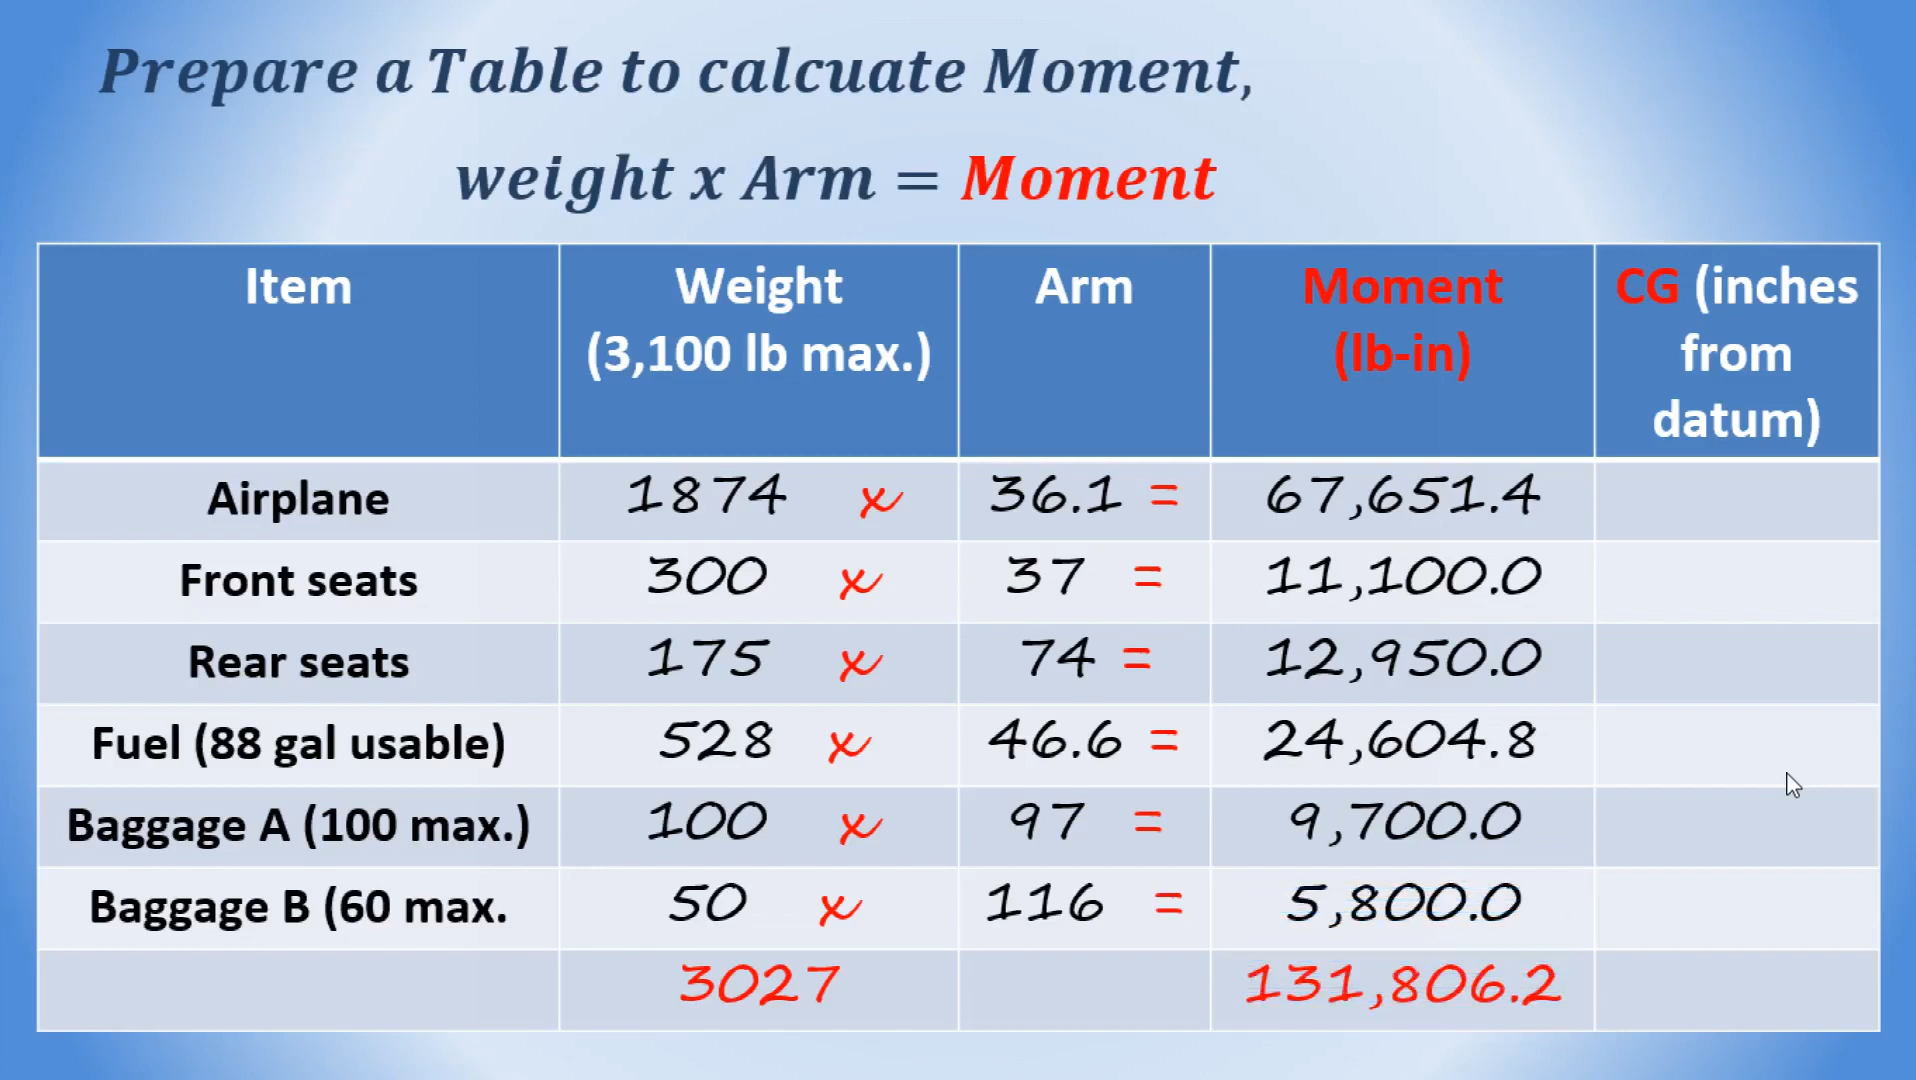 Prepare a Table to calcuate Moment,
weight x Arm = Moment
Item Weight (3,100 lb max.) Arm Moment (lb-in) CG (inches from datum)
Airplane 1874 x 36.1 = 67,651.4
Front seats 300 x 37 = 11,100.0
Rear seats 175 x 74 = 12,950.0
Fuel (88 gal usable) 528 x 46.6 = 24,604.8
Baggage A (100 max.) 100 x 97 = 9,700.0
Baggage B (60 max. 50 x 116 = 5,800.0
3027 131,806.2